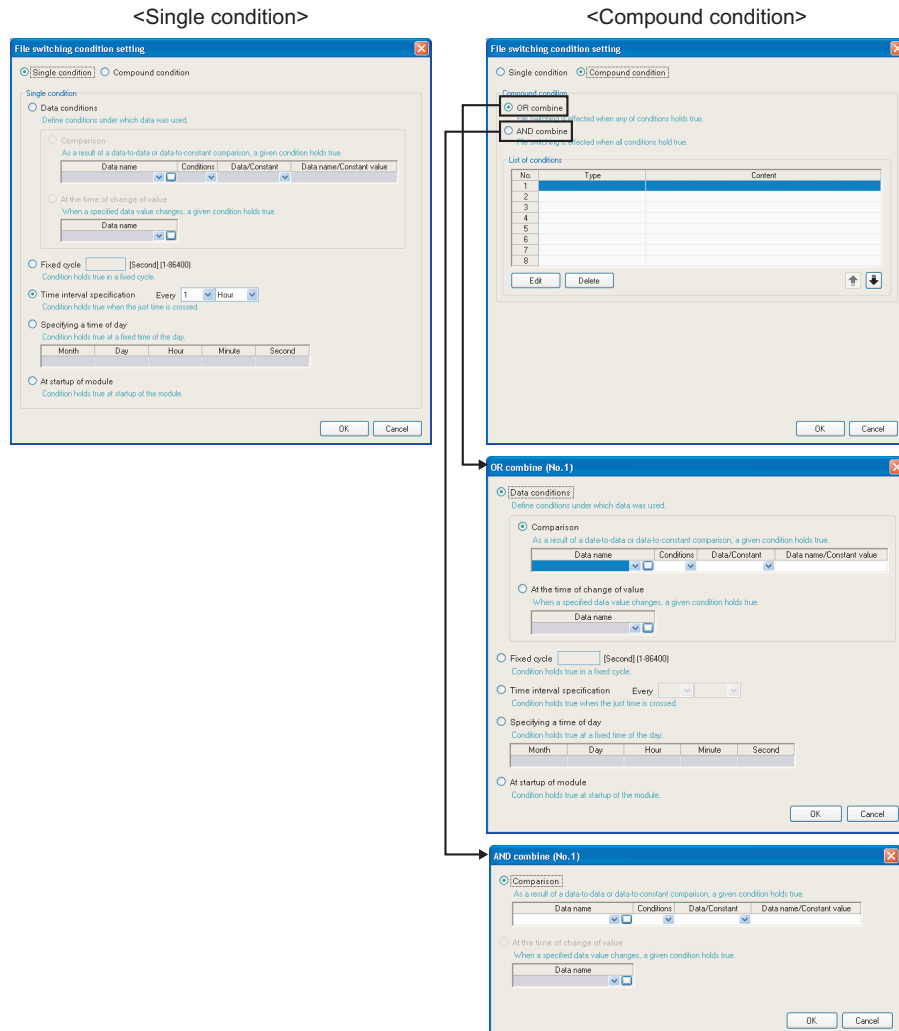 <Single condition>
File switching condition setting
Single condition Compound condition
Single condition
Data conditions
Define conditions under which data was used.
Comparison
As a result of a data-to-data or data-to-constant comparison, a given condition holds true.
Data name Conditions Data/Constant Data name/Constant value
At the time of change of value
When a specified data value changes, a given condition holds true.
Data name
Fixed cycle [Second] (1-86400)
Condition holds true in a fixed cycle.
Time interval specification Every 1 Hour
Condition holds true when the just time is crossed.
Specifying a time of day
Condition holds true at a fixed time of the day.
Month Day Hour Minute Second
At startup of module
Condition holds true at startup of the module.
OK Cancel
<Compound condition>
File switching condition setting
Single condition Compound condition
Compound condition
OR combine
File switching is effected when any of conditions holds true.
AND combine
File switching is effected when all conditions hold true.
List of conditions
No. Type Content
1
2
3
4
5
6
7
8
Edit Delete
OK Cancel
OR combine (No.1)
Data conditions
Define conditions under which data was used.
Comparison
As a result of a data-to-data or data-to-constant comparison, a given condition holds true.
Data name Conditions Data/Constant Data name/Constant value
At the time of change of value
When a specified data value changes, a given condition holds true.
Data name
Fixed cycle [Second] (1-86400)
Condition holds true in a fixed cycle.
Time interval specification Every
Condition holds true when the just time is crossed.
Specifying a time of day
Condition holds true at a fixed time of the day.
Month Day Hour Minute Second
At startup of module
Condition holds true at startup of the module.
OK Cancel
AND combine (No.1)
Comparison
As a result of a data-to-data or data-to-constant comparison, a given condition holds true.
Data name Conditions Data/Constant Data name/Constant value
At the time of change of value
When a specified data value changes, a given condition holds true.
Data name
OK Cancel